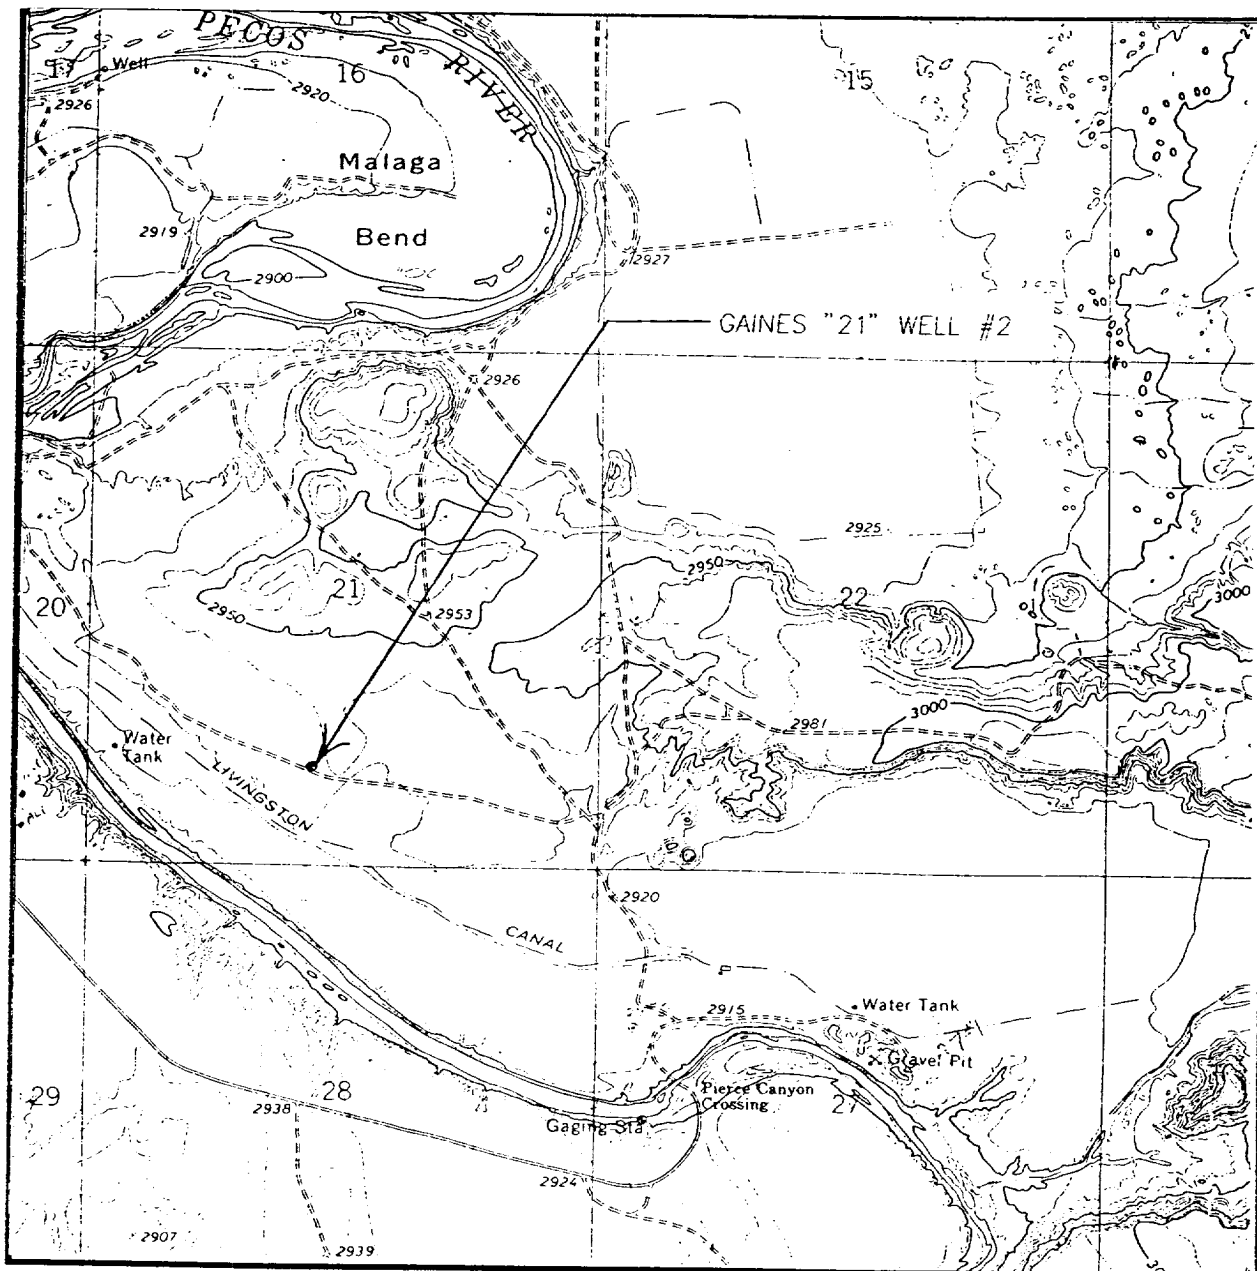 PECOS
RIVER
17
Well
16
15
2926
2920
Malaga
2919
Bend
2927
2900
GAINES "21" WELL #2
2926
2925
2950
21
22
3000
20
2950
2953
3000
2981
Water
Tank
LIVINGSTON
2920
CANAL
2915
Water Tank
Gravel Pit
Pierce Canyon
Crossing
29
28
27
2938
Gaging Sta
2924
2907
2939